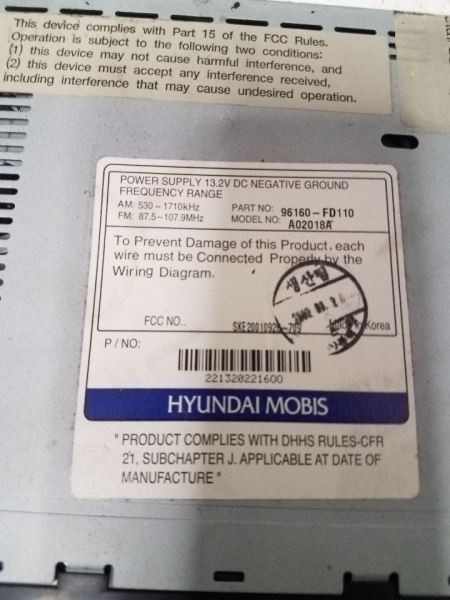 This device complies with Part 15 of the FCC Rules.
Operation is subject to the following two conditions:
(1) this device may not cause harmful interference, and
(2) this device must accept any interference received,
including interference that may cause undesired operation.
POWER SUPPLY 13.2V DC NEGATIVE GROUND
FREQUENCY RANGE
AM: 530~1710kHz
FM: 87.5~107.9MHz
PART NO: 96160-FD110
MODEL NO: A02018A
To Prevent Damage of this Product, each
wire must be Connected Properly by the
Wiring Diagram.
생산필
FCC NO..
Made in Korea
P/NO:
221320221600
HYUNDAI MOBIS
"PRODUCT COMPLIES WITH DHHS RULES-CFR
21, SUBCHAPTER J. APPLICABLE AT DATE OF
MANUFACTURE"